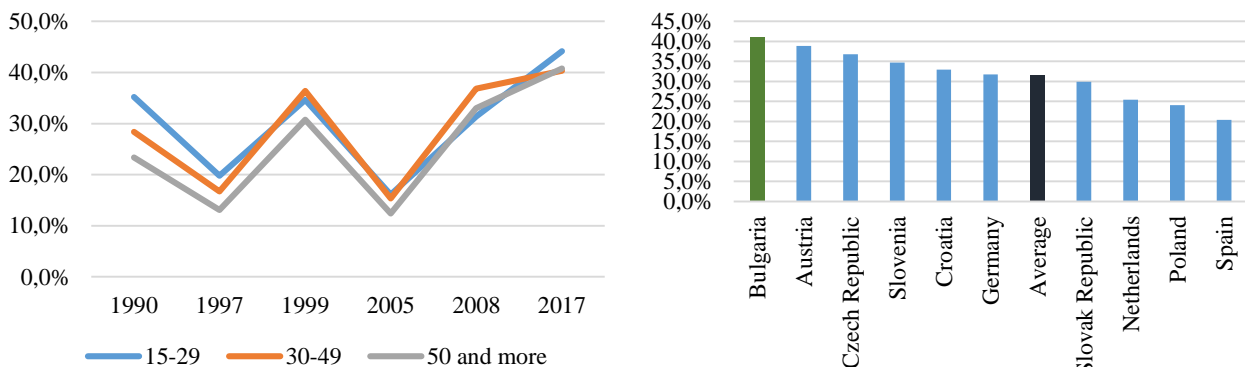 50,0%
40,0%
30,0%
20,0%
10,0%
0,0%
1990 1997 1999 2005 2008 2017
15-29 30-49 50 and more
45,0%
40,0%
35,0%
30,0%
25,0%
20,0%
15,0%
10,0%
5,0%
0,0%
Bulgaria
Austria
Czech Republic
Slovenia
Croatia
Germany
Average
Slovak Republic
Netherlands
Poland
Spain